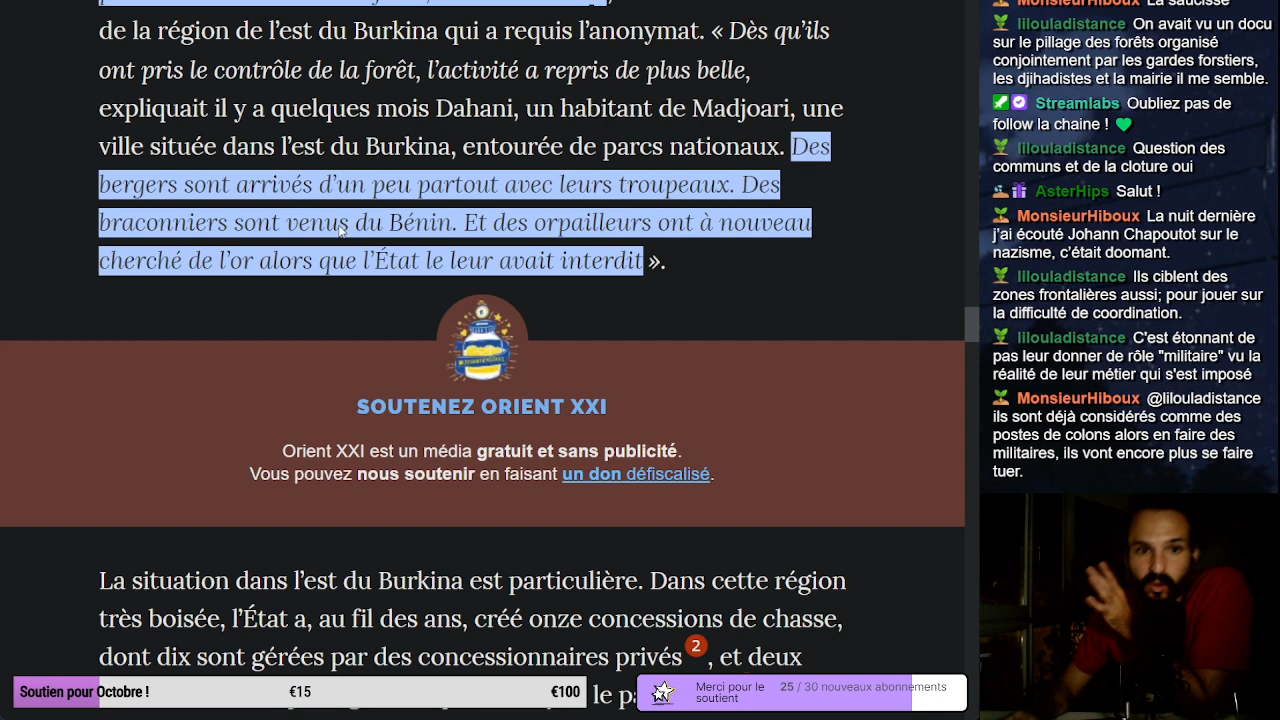 de la région de l’est du Burkina qui a requis l’anonymat. « Dès qu’ils
ont pris le contrôle de la forêt, l’activité a repris de plus belle,
expliquait il y a quelques mois Dahani, un habitant de Madjoari, une
ville située dans l’est du Burkina, entourée de parcs nationaux. Des
bergers sont arrivés d’un peu partout avec leurs troupeaux. Des
braconniers sont venus du Bénin. Et des orpailleurs ont à nouveau
cherché de l’or alors que l’État le leur avait interdit ».
SOUTENEZ ORIENT XXI
Orient XXI est un média gratuit et sans publicité.
Vous pouvez nous soutenir en faisant un don défiscalisé.
La situation dans l’est du Burkina est particulière. Dans cette région
très boisée, l’État a, au fil des ans, créé onze concessions de chasse,
dont dix sont gérées par des concessionnaires privés 2 , et deux
le
Soutien pour Octobre ! €15 €100
Merci pour le
soutient
25 / 30 nouveaux abonnements
MonsieurHiboux La saucisse
lilouladistance On avait vu un docu
sur le pillage des forêts organisé
conjointement par les gardes forstiers,
les djihadistes et la mairie il me semble.
Streamlabs Oubliez pas de
follow la chaine !
lilouladistance Question des
communs et de la cloture oui
AsterHips Salut !
MonsieurHiboux La nuit dernière
j’ai écouté Johann Chapoutot sur le
nazisme, c’était doomant.
lilouladistance Ils ciblent des
zones frontalières aussi; pour jouer sur
la difficulté de coordination.
lilouladistance C'est étonnant de
pas leur donner de rôle "militaire" vu la
réalité de leur métier qui s'est imposé
MonsieurHiboux @lilouladistance
ils sont déjà considérés comme des
postes de colons alors en faire des
militaires, ils vont encore plus se faire
tuer.